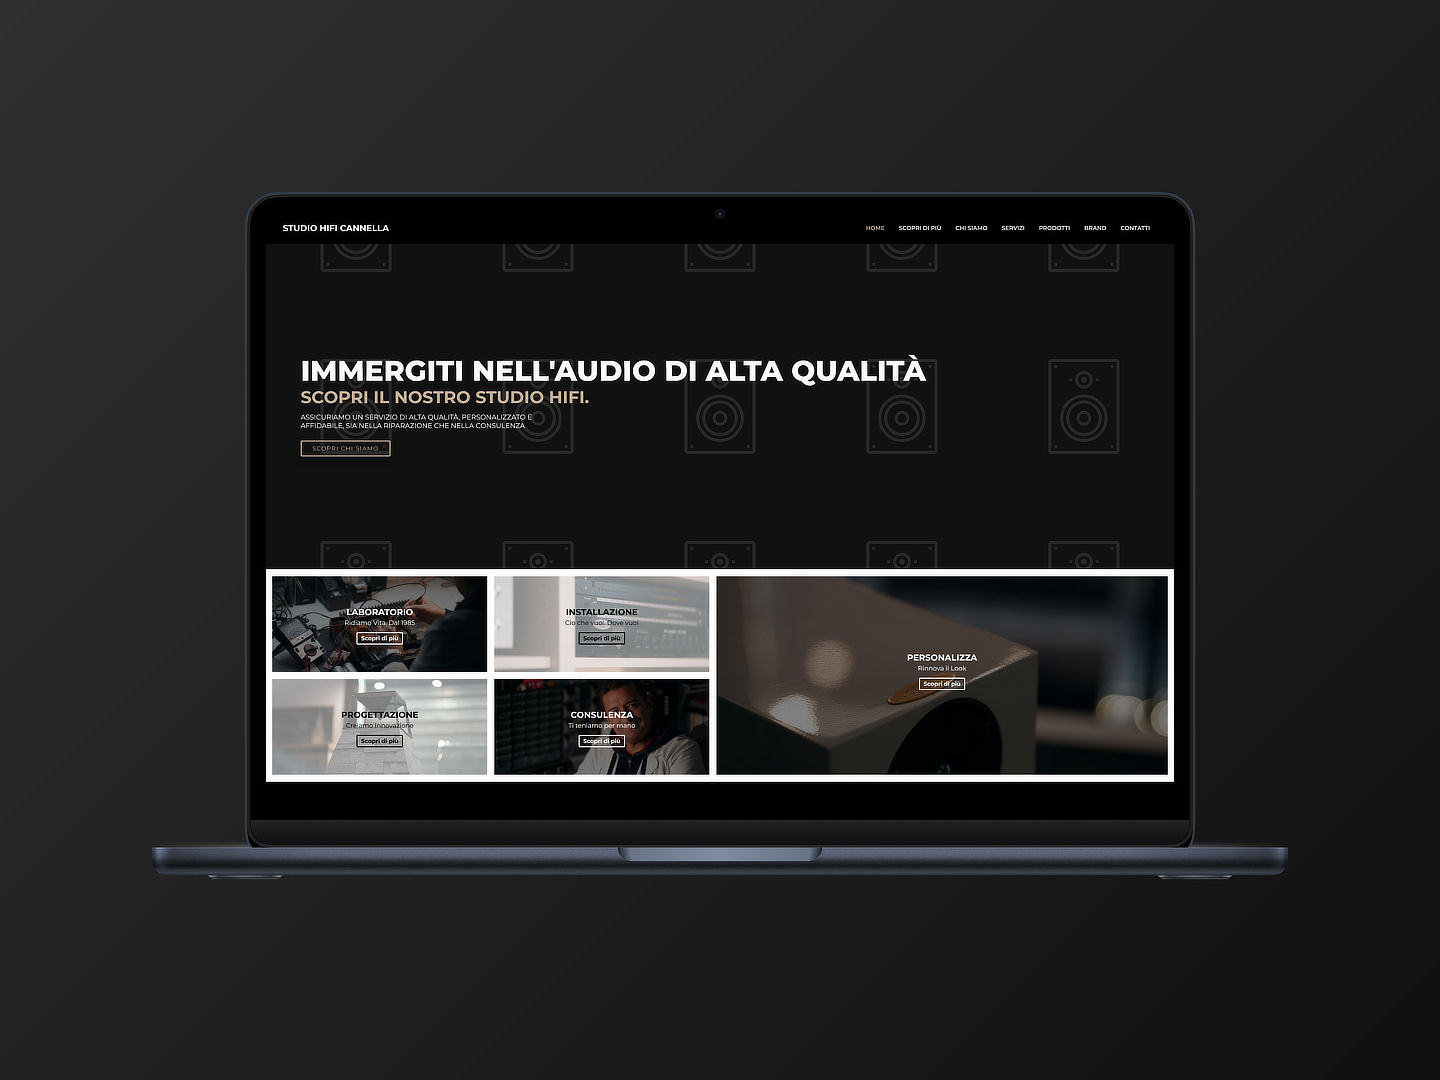 STUDIO HIFI CANNELLA
HOME SCOPRI DI PIÙ CHI SIAMO SERVIZI PRODOTTI BRAND CONTATTI
IMMERGITI NELL'AUDIO DI ALTA QUALITÀ
SCOPRI IL NOSTRO STUDIO HIFI.
ASSICURIAMO UN SERVIZIO DI ALTA QUALITÀ, PERSONALIZZATO E
AFFIDABILE, SIA NELLA RIPARAZIONE CHE NELLA CONSULENZA
SCOPRI CHI SIAMO
LABORATORIO
Ridiamo Vita. Dal 1985
Scopri di più
INSTALLAZIONE
Cio che vuoi. Dove vuoi
Scopri di più
PROGETTAZIONE
Creiamo Innovazione
Scopri di più
CONSULENZA
Ti teniamo per mano
Scopri di più
PERSONALIZZA
Rinnova il Look
Scopri di più